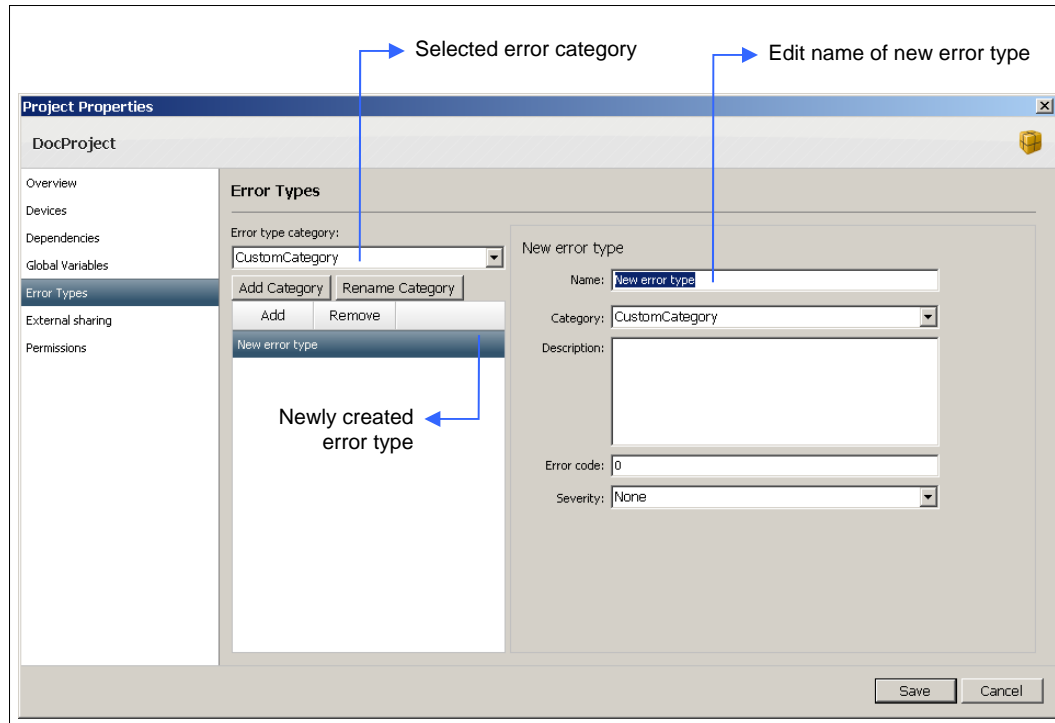 Selected error category
Edit name of new error type
Project Properties
DocProject
Overview
Devices
Dependencies
Global Variables
Error Types
External sharing
Permissions
Error Types
Error type category:
CustomCategory
Add Category
Rename Category
Add
Remove
New error type
Newly created
error type
New error type
Name: New error type
Category: CustomCategory
Description:
Error code: 0
Severity: None
Save
Cancel